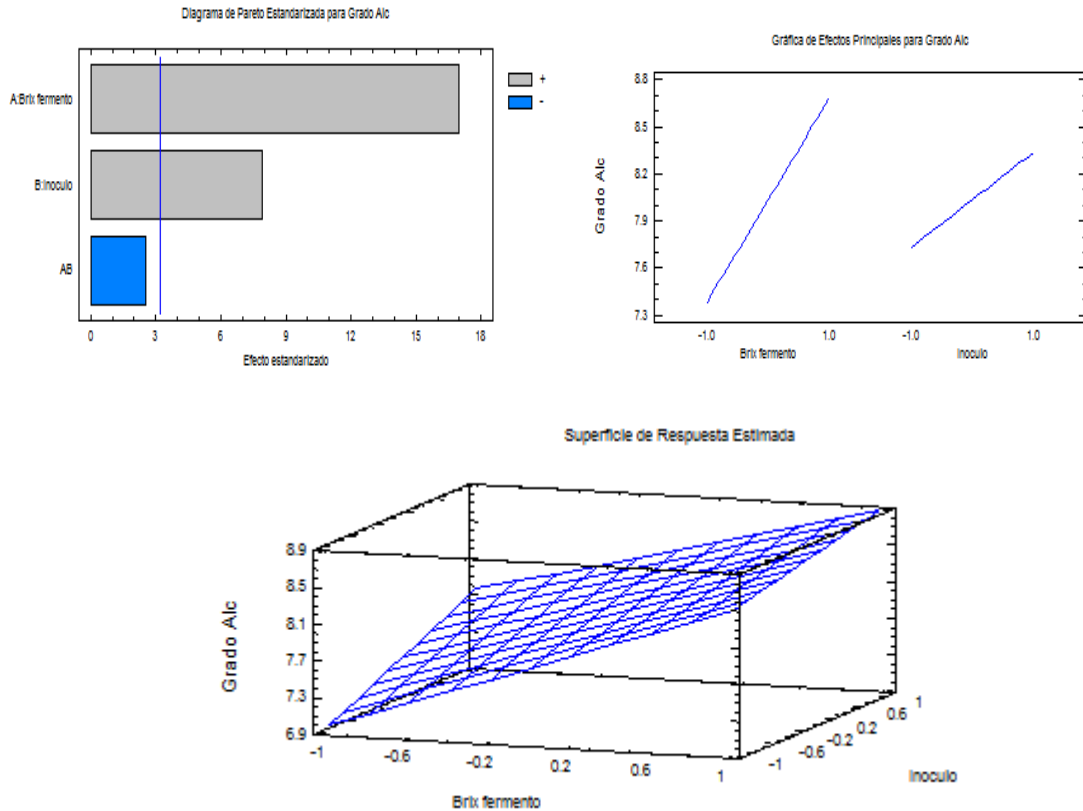 Diagrama de Pareto Estandarizada para Grado Alc
A:Brix fermento
B:Inoculo
AB
0 3 6 9 12 15 18
Efecto estandarizado
+
-
Gráfica de Efectos Principales para Grado Alc
Grado Alc
8.8
8.5
8.2
7.9
7.6
7.3
-1.0 1.0 -1.0 1.0
Brix fermento Inoculo
Superficie de Respuesta Estimada
Grado Alc
8.9
8.5
8.1
7.7
7.3
6.9
-1 -0.6 -0.2 0.2 0.6 1
Brix fermento
-1 -0.6 -0.2 0.2 0.6 1
Inoculo